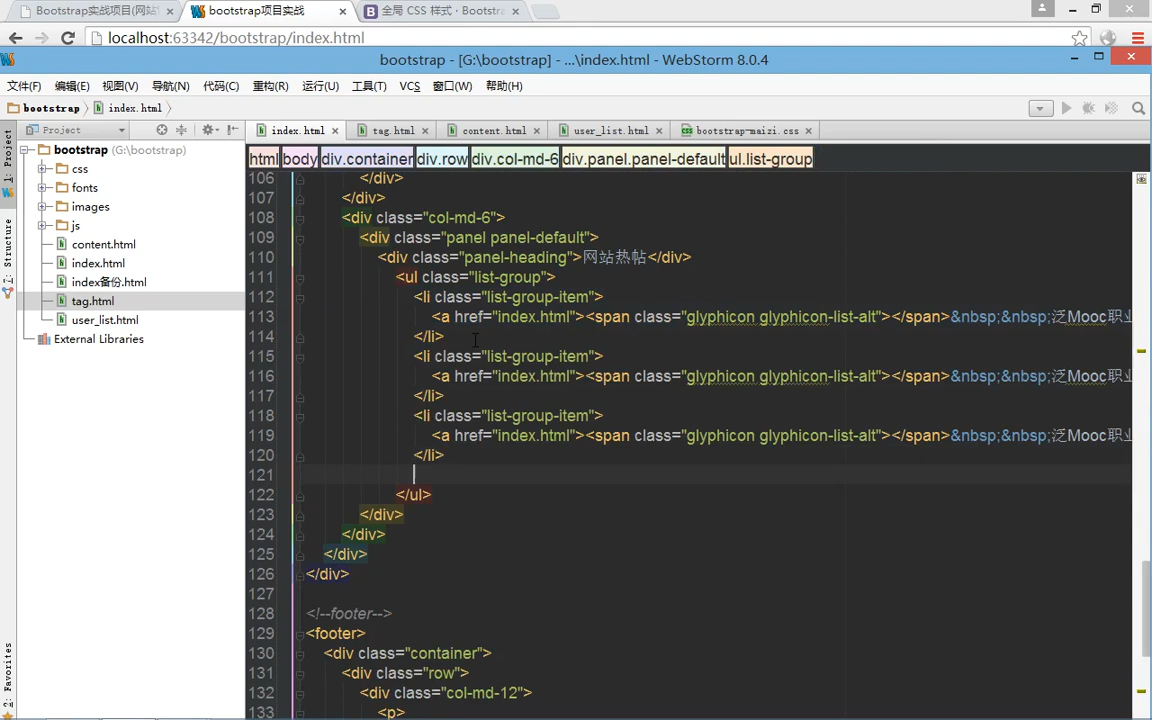 Bootstrap实战项目(网站 ×
bootstrap项目实战 ×
B 全局 CSS 样式 · Bootstr ×
localhost:63342/bootstrap/index.html
bootstrap - [G:\bootstrap] - ...\index.html - WebStorm 8.0.4
文件(F) 编辑(E) 视图(V) 导航(N) 代码(C) 重构(R) 运行(U) 工具(T) VCS 窗口(W) 帮助(H)
bootstrap index.html
Project
index.html × tag.html × content.html × user_list.html × bootstrap-maizi.css ×
1: Project
7: Structure
2: Favorites
bootstrap (G:\bootstrap)
css
fonts
images
js
content.html
index.html
index备份.html
tag.html
user_list.html
External Libraries
html body div.container div.row div.col-md-6 div.panel.panel-default ul.list-group
106 </div>
107 </div>
108 <div class="col-md-6">
109 <div class="panel panel-default">
110 <div class="panel-heading">网站热帖</div>
111 <ul class="list-group">
112 <li class="list-group-item">
113 <a href="index.html"><span class="glyphicon glyphicon-list-alt"></span>&nbsp;&nbsp;泛Mooc职业
114 </li>
115 <li class="list-group-item">
116 <a href="index.html"><span class="glyphicon glyphicon-list-alt"></span>&nbsp;&nbsp;泛Mooc职业
117 </li>
118 <li class="list-group-item">
119 <a href="index.html"><span class="glyphicon glyphicon-list-alt"></span>&nbsp;&nbsp;泛Mooc职业
120 </li>
121
122 </ul>
123 </div>
124 </div>
125 </div>
126 </div>
127
128 <!--footer-->
129 <footer>
130 <div class="container">
131 <div class="row">
132 <div class="col-md-12">
133 <p>